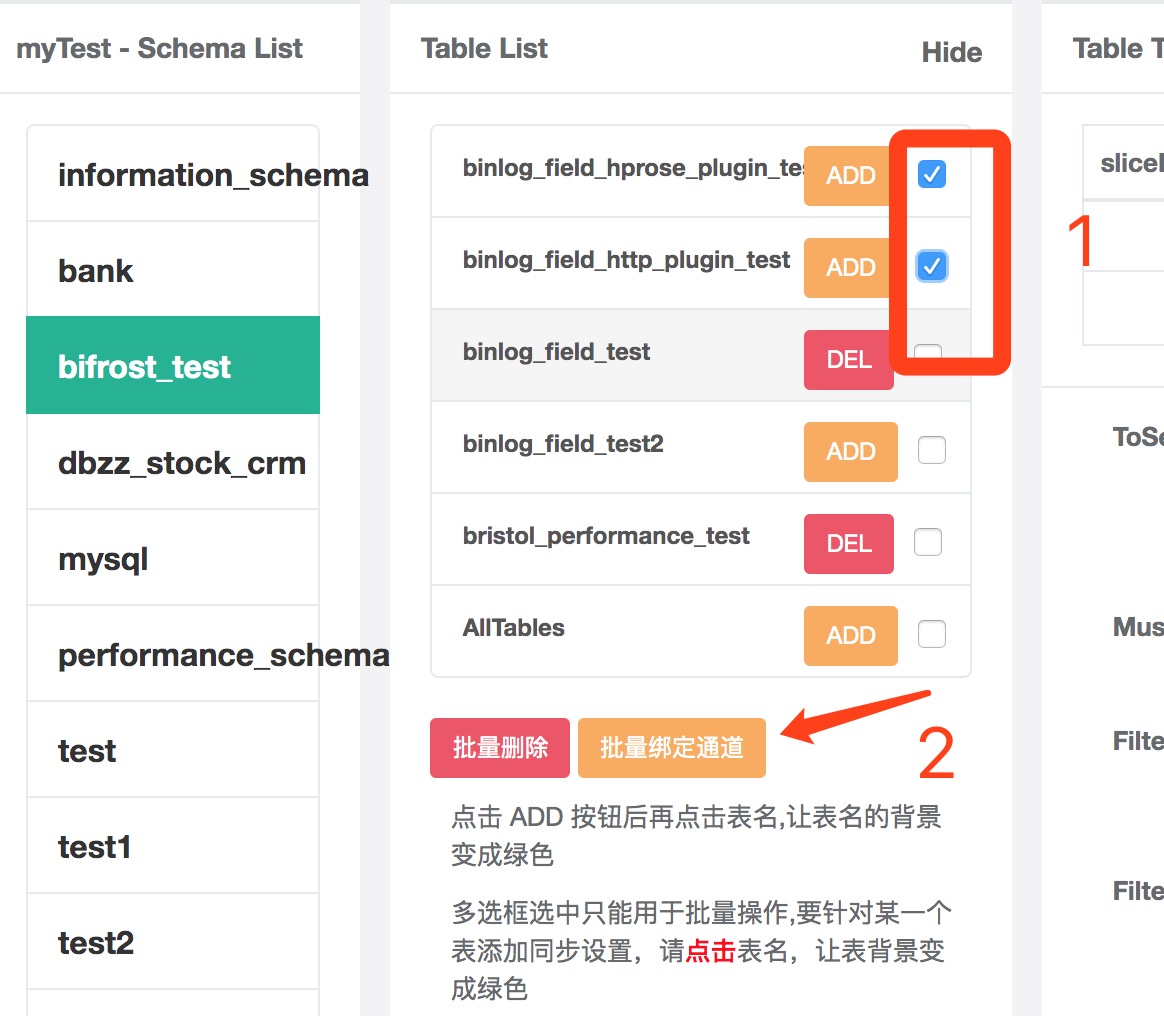 myTest - Schema List
information_schema
bank
bifrost_test
dbzz_stock_crm
mysql
performance_schema
test
test1
test2
Table List
Hide
binlog_field_hprose_plugin_tes
ADD
binlog_field_http_plugin_test
ADD
binlog_field_test
DEL
binlog_field_test2
ADD
bristol_performance_test
DEL
AllTables
ADD
1
批量删除
批量绑定通道
2
点击 ADD 按钮后再点击表名,让表名的背景
变成绿色
多选框选中只能用于批量操作,要针对某一个
表添加同步设置，请点击表名，让表背景变
成绿色
Table T
ToSe
Mus
Filte
Filte